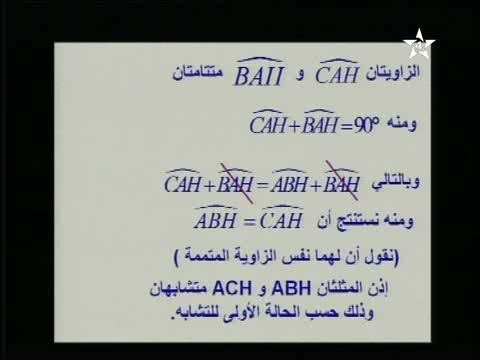 الزاويتان CAH و BAH متتامتان
ومنه CAH + BAH = 90°
وبالتالي CAH + BAH = ABH + BAH
ومنه نستنتج أن ABH = CAH
(نقول أن لهما نفس الزاوية المتممة )
إذن المثلثان ABH و ACH متشابهان
وذلك حسب الحالة الأولى للتشابه.